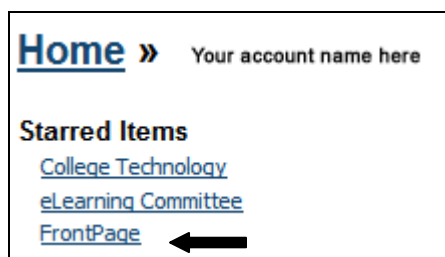 Home » Your account name here
Starred Items
College Technology
eLearning Committee
FrontPage